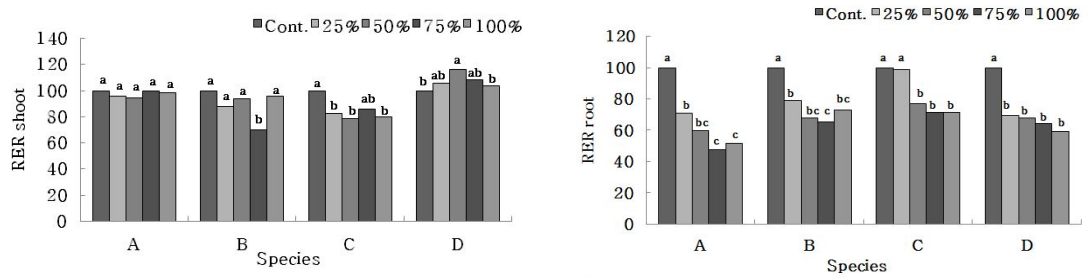 ■Cont. ■25% ■50% ■75% ■100%
140
120
100
80
60
40
20
0
RER shoot
a a a a a
a a a b a
a b b ab b
b ab a ab b
A B C D
Species
■Cont. ■25% ■50% ■75% ■100%
120
100
80
60
40
20
0
RER root
a b bc c c
a b bc c bc
a a b b b
a b b b b
A B C D
Species